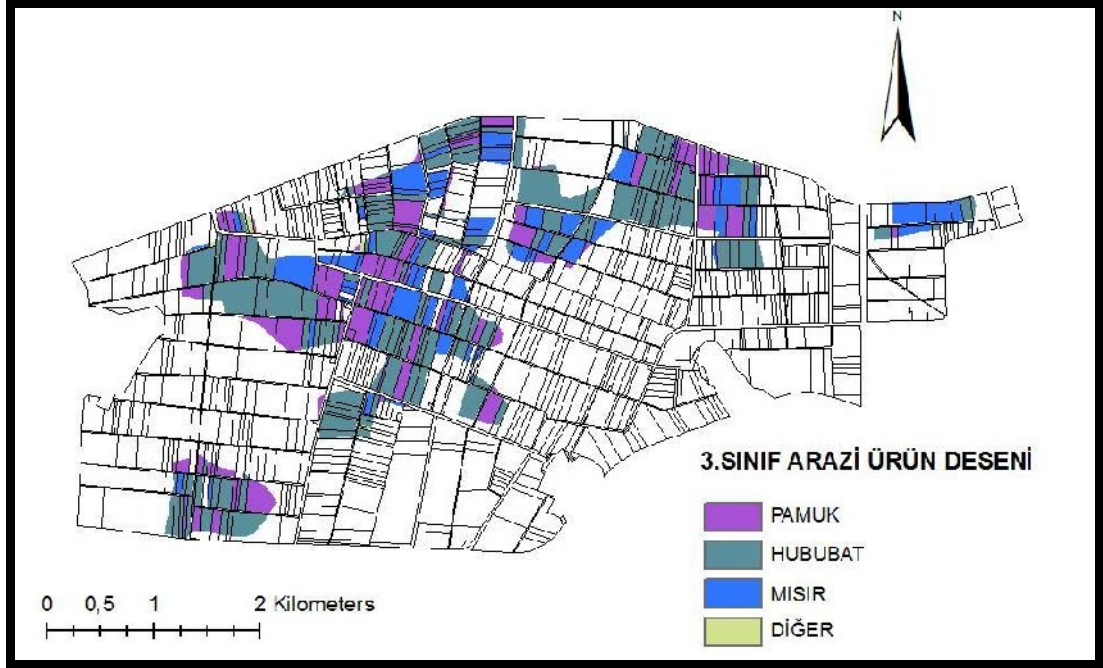 N
3.SINIF ARAZİ ÜRÜN DESENİ
PAMUK
HUBUBAT
MISIR
DİĞER
0 0,5 1 2 Kilometers